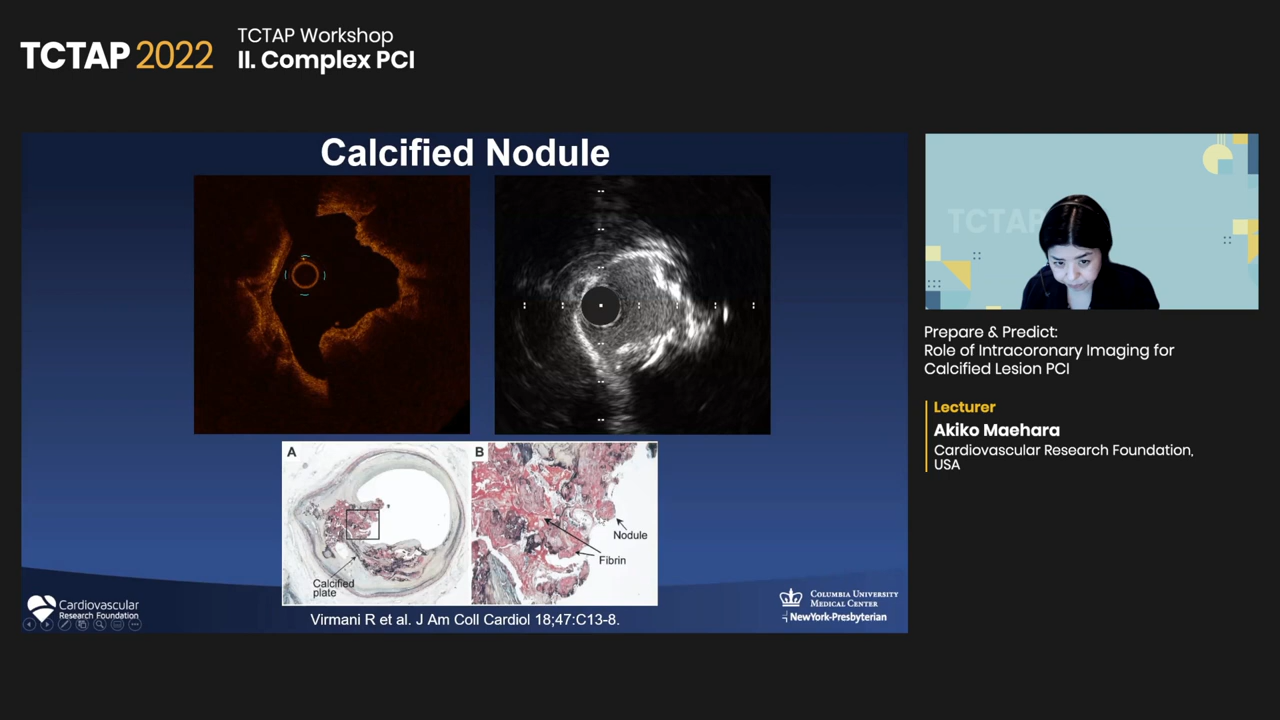 TCTAP 2022
TCTAP Workshop
II. Complex PCI
Calcified Nodule
A
B
Nodule
Fibrin
Calcified
plate
Cardiovascular
Research Foundation
Virmani R et al. J Am Coll Cardiol 18;47:C13-8.
COLUMBIA UNIVERSITY
MEDICAL CENTER
NewYork-Presbyterian
TCTAP
Prepare & Predict:
Role of Intracoronary Imaging for
Calcified Lesion PCI
Lecturer
Akiko Maehara
Cardiovascular Research Foundation,
USA